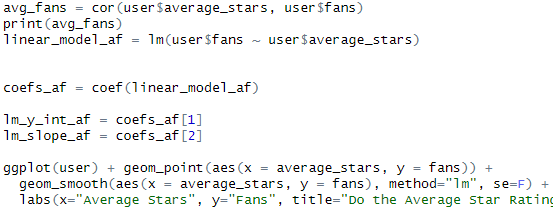 avg_fans = cor(user$average_stars, user$fans)
print(avg_fans)
linear_model_af = lm(user$fans ~ user$average_stars)
coefs_af = coef(linear_model_af)
lm_y_int_af = coefs_af[1]
lm_slope_af = coefs_af[2]
ggplot(user) + geom_point(aes(x = average_stars, y = fans)) +
geom_smooth(aes(x = average_stars, y = fans), method="lm", se=F) +
labs(x="Average Stars", y="Fans", title="Do the Average Star Rating